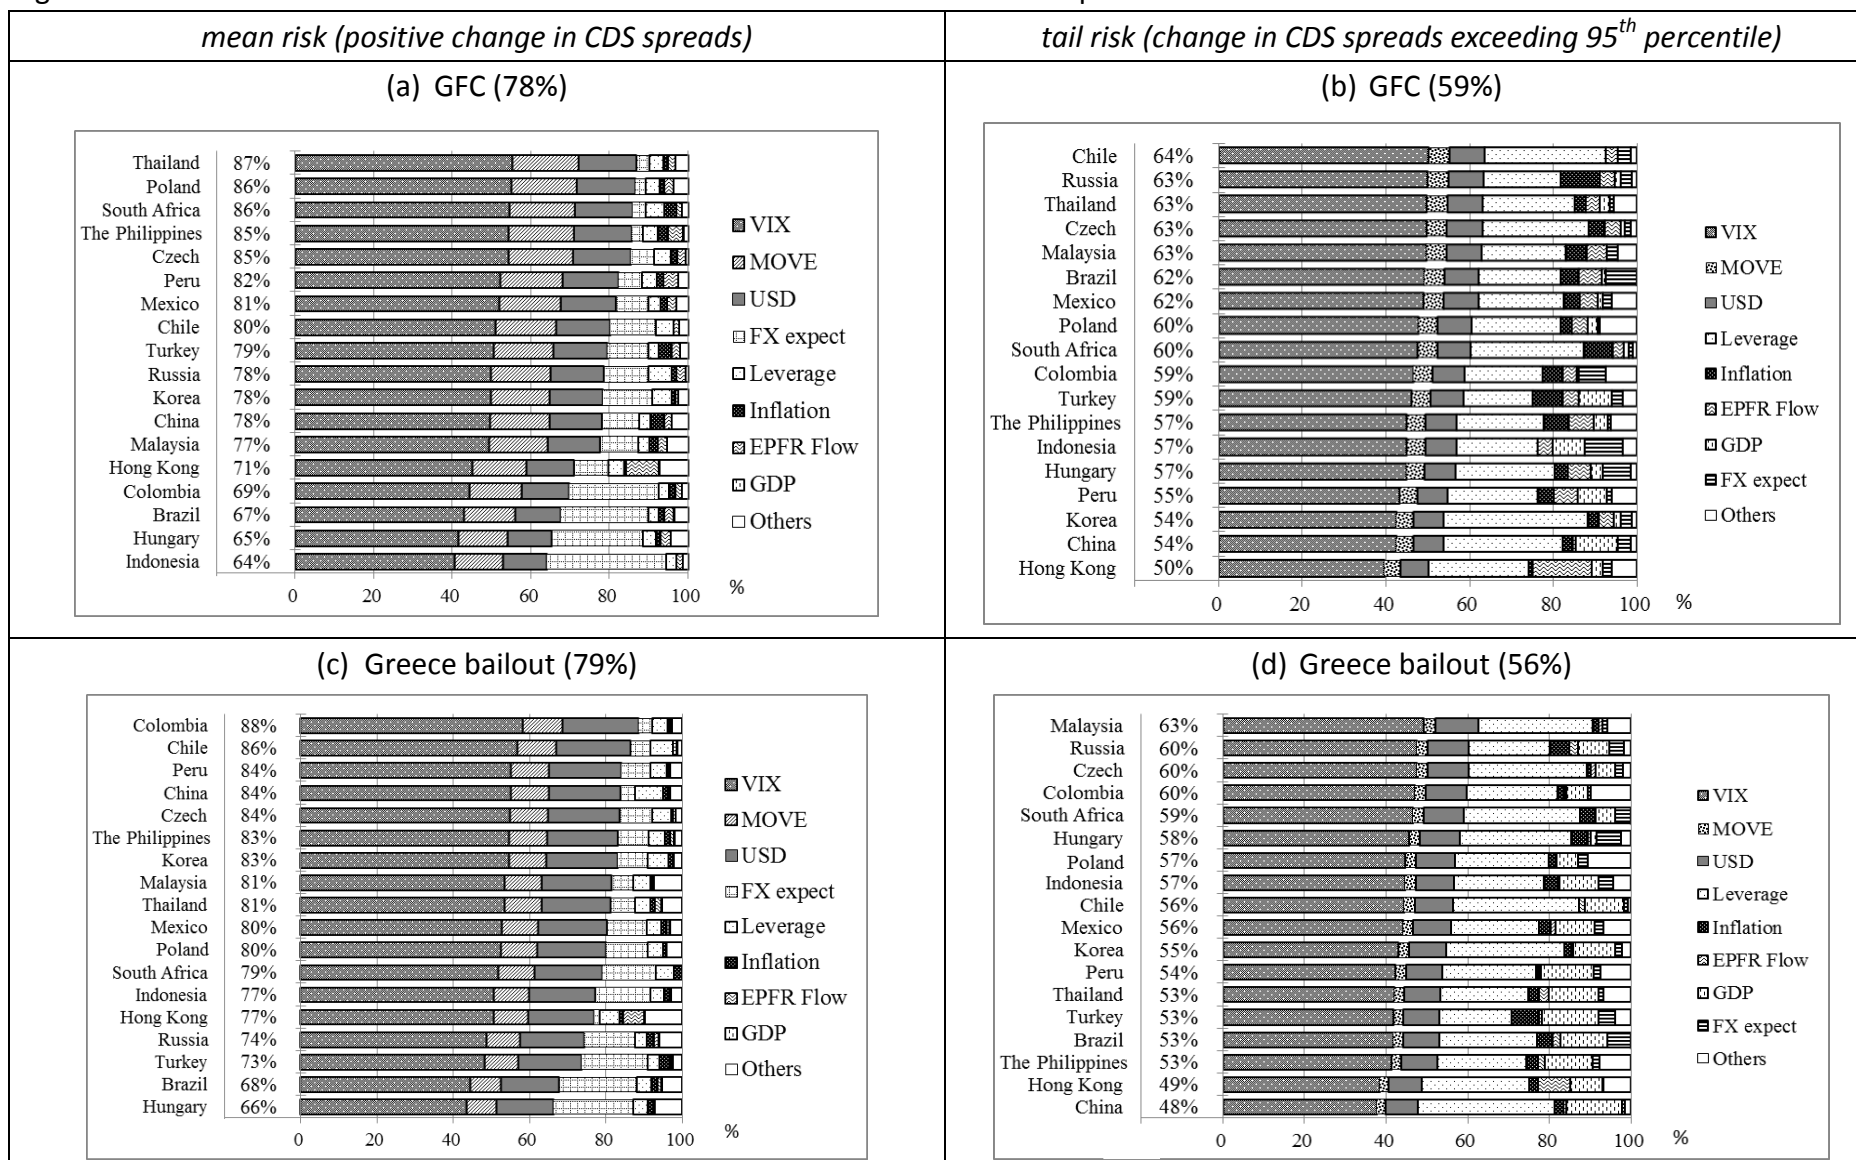 mean risk (positive change in CDS spreads)
tail risk (change in CDS spreads exceeding 95th percentile)
(a) GFC (78%)
Thailand 87%
Poland 86%
South Africa 86%
The Philippines 85%
Czech 85%
Peru 82%
Mexico 81%
Chile 80%
Turkey 79%
Russia 78%
Korea 78%
China 78%
Malaysia 77%
Hong Kong 71%
Colombia 69%
Brazil 67%
Hungary 65%
Indonesia 64%
0 20 40 60 80 100 %
VIX
MOVE
USD
FX expect
Leverage
Inflation
EPFR Flow
GDP
Others
(b) GFC (59%)
Chile 64%
Russia 63%
Thailand 63%
Czech 63%
Malaysia 63%
Brazil 62%
Mexico 62%
Poland 60%
South Africa 60%
Colombia 59%
Turkey 59%
The Philippines 57%
Indonesia 57%
Hungary 57%
Peru 55%
Korea 54%
China 54%
Hong Kong 50%
0 20 40 60 80 100 %
VIX
MOVE
USD
Leverage
Inflation
EPFR Flow
GDP
FX expect
Others
(c) Greece bailout (79%)
Colombia 88%
Chile 86%
Peru 84%
China 84%
Czech 84%
The Philippines 83%
Korea 83%
Malaysia 81%
Thailand 81%
Mexico 80%
Poland 80%
South Africa 79%
Indonesia 77%
Hong Kong 77%
Russia 74%
Turkey 73%
Brazil 68%
Hungary 66%
0 20 40 60 80 100 %
VIX
MOVE
USD
FX expect
Leverage
Inflation
EPFR Flow
GDP
Others
(d) Greece bailout (56%)
Malaysia 63%
Russia 60%
Czech 60%
Colombia 60%
South Africa 59%
Hungary 58%
Poland 57%
Indonesia 57%
Chile 56%
Mexico 56%
Korea 55%
Peru 54%
Thailand 53%
Turkey 53%
Brazil 53%
The Philippines 53%
Hong Kong 49%
China 48%
0 20 40 60 80 100 %
VIX
MOVE
USD
Leverage
Inflation
EPFR Flow
GDP
FX expect
Others